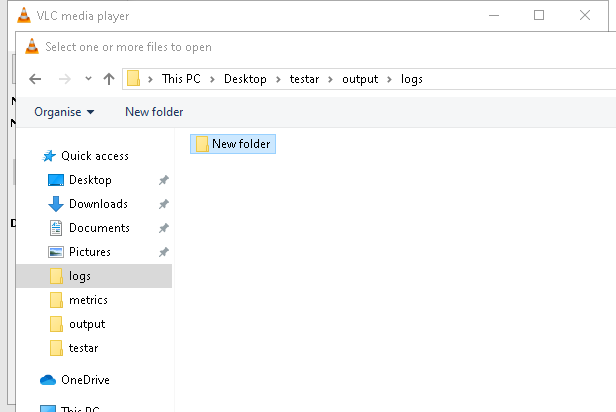 VLC media player
Select one or more files to open
This PC > Desktop > testar > output > logs
Organise New folder
New folder
Quick access
Desktop
Downloads
Documents
Pictures
logs
metrics
output
testar
OneDrive
This PC